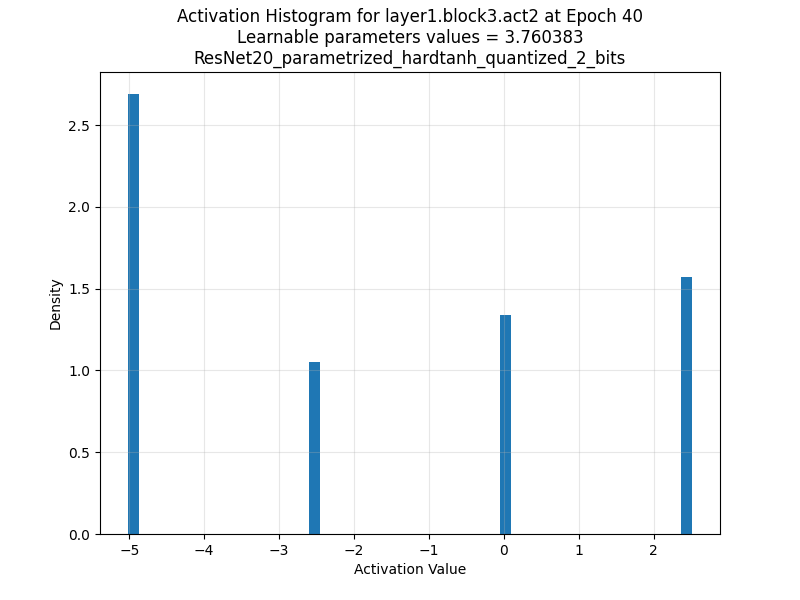 Activation Histogram for layer1.block3.act2 at Epoch 40
Learnable parameters values = 3.760383
ResNet20_parametrized_hardtanh_quantized_2_bits
Density
2.5
2.0
1.5
1.0
0.5
0.0
−5 −4 −3 −2 −1 0 1 2
Activation Value